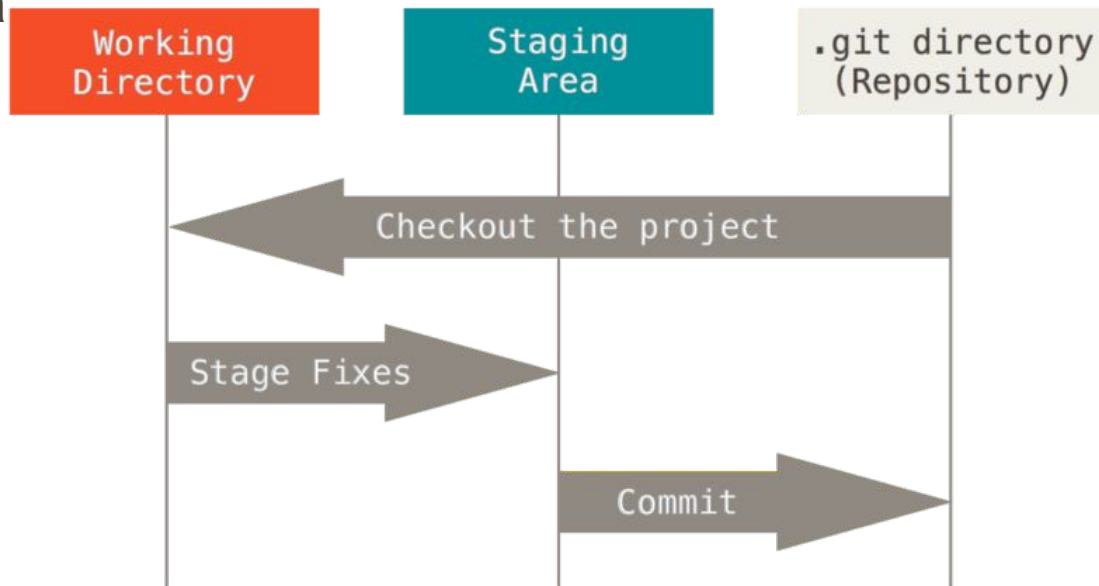 Working
Directory
Staging
Area
.git directory
(Repository)
Checkout the project
Stage Fixes
Commit